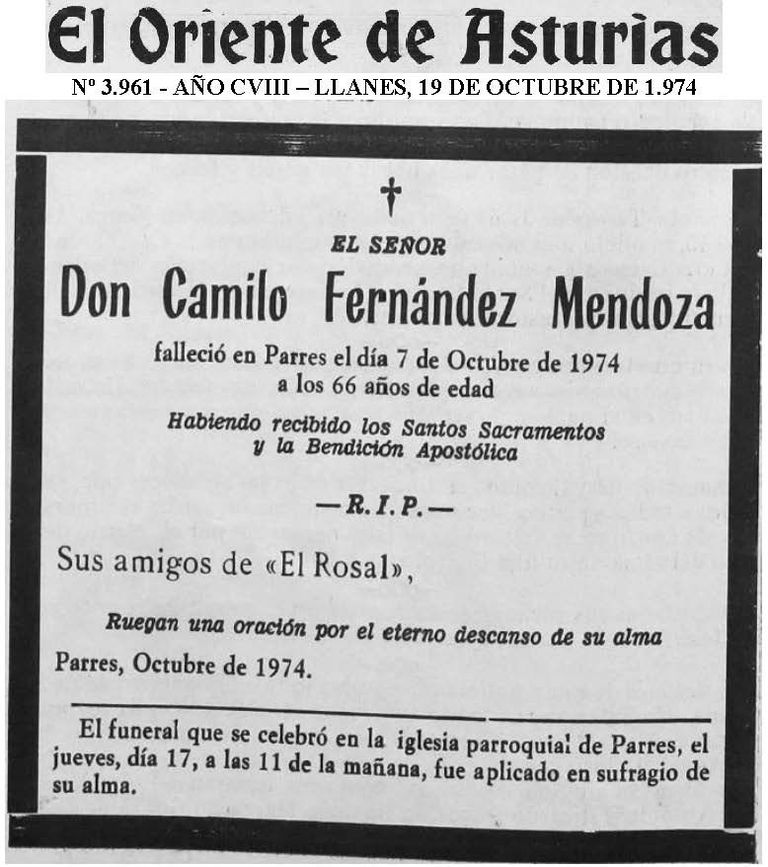 El Oriente de Asturias
Nº 3.961 - AÑO CVIII – LLANES, 19 DE OCTUBRE DE 1.974
EL SEÑOR
Don Camilo Fernández Mendoza
falleció en Parres el día 7 de Octubre de 1974
a los 66 años de edad
Habiendo recibido los Santos Sacramentos
y la Bendición Apostólica
— R. I. P. —
Sus amigos de «El Rosal»,
Ruegan una oración por el eterno descanso de su alma
Parres, Octubre de 1974.
El funeral que se celebró en la iglesia parroquial de Parres, el
jueves, día 17, a las 11 de la mañana, fue aplicado en sufragio de
su alma.